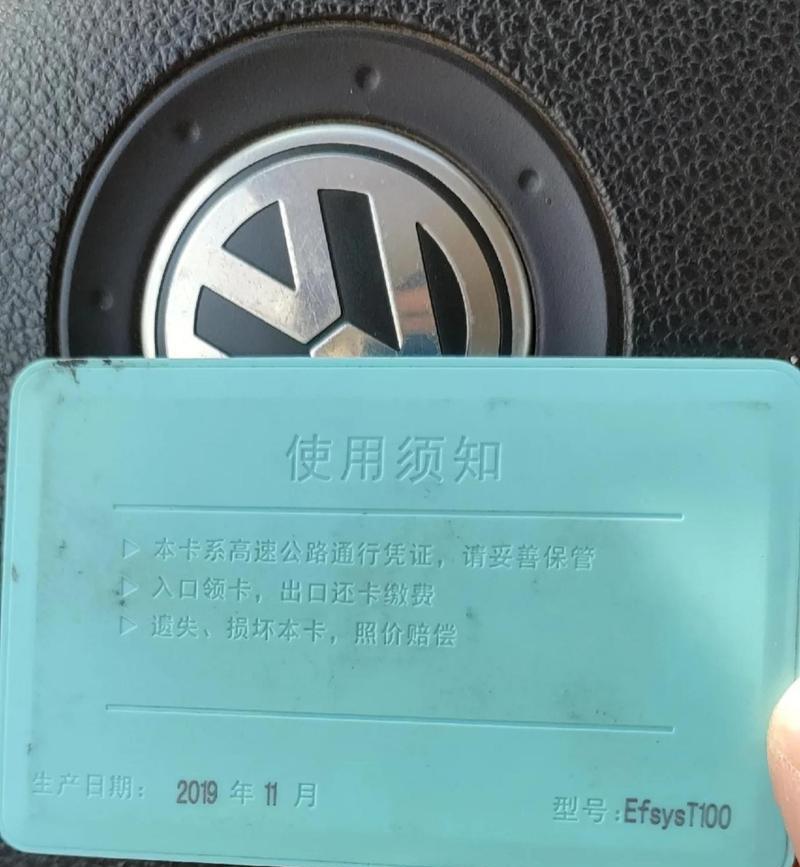 使用须知
▷ 本卡系高速公路通行凭证，请妥善保管
▷ 入口领卡，出口还卡缴费
▷ 遗失、损坏本卡，照价赔偿
生产日期： 2019 年 11 月
型号:EfsysT100